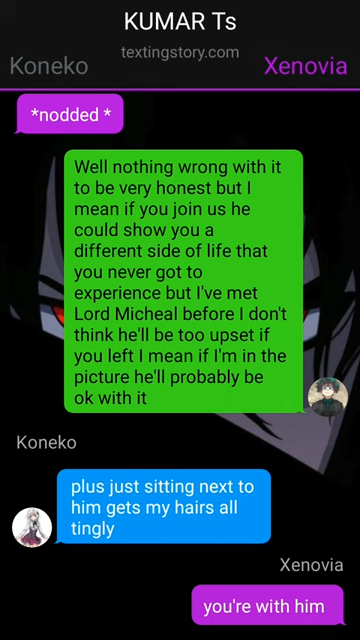 KUMAR Ts
textingstory.com
Koneko
Xenovia
*nodded *
Well nothing wrong with it
to be very honest but I
mean if you join us he
could show you a
different side of life that
you never got to
experience but I've met
Lord Micheal before I don't
think he'll be too upset if
you left I mean if I'm in the
picture he'll probably be
ok with it
Koneko
plus just sitting next to
him gets my hairs all
tingly
Xenovia
you're with him